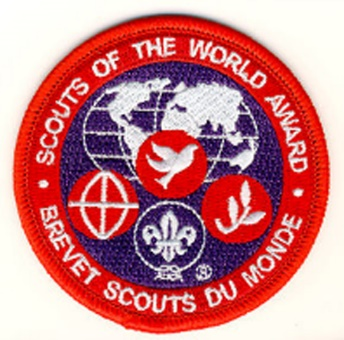 SCOUTS OF THE WORLD AWARD
BREVET SCOUTS DU MONDE
®